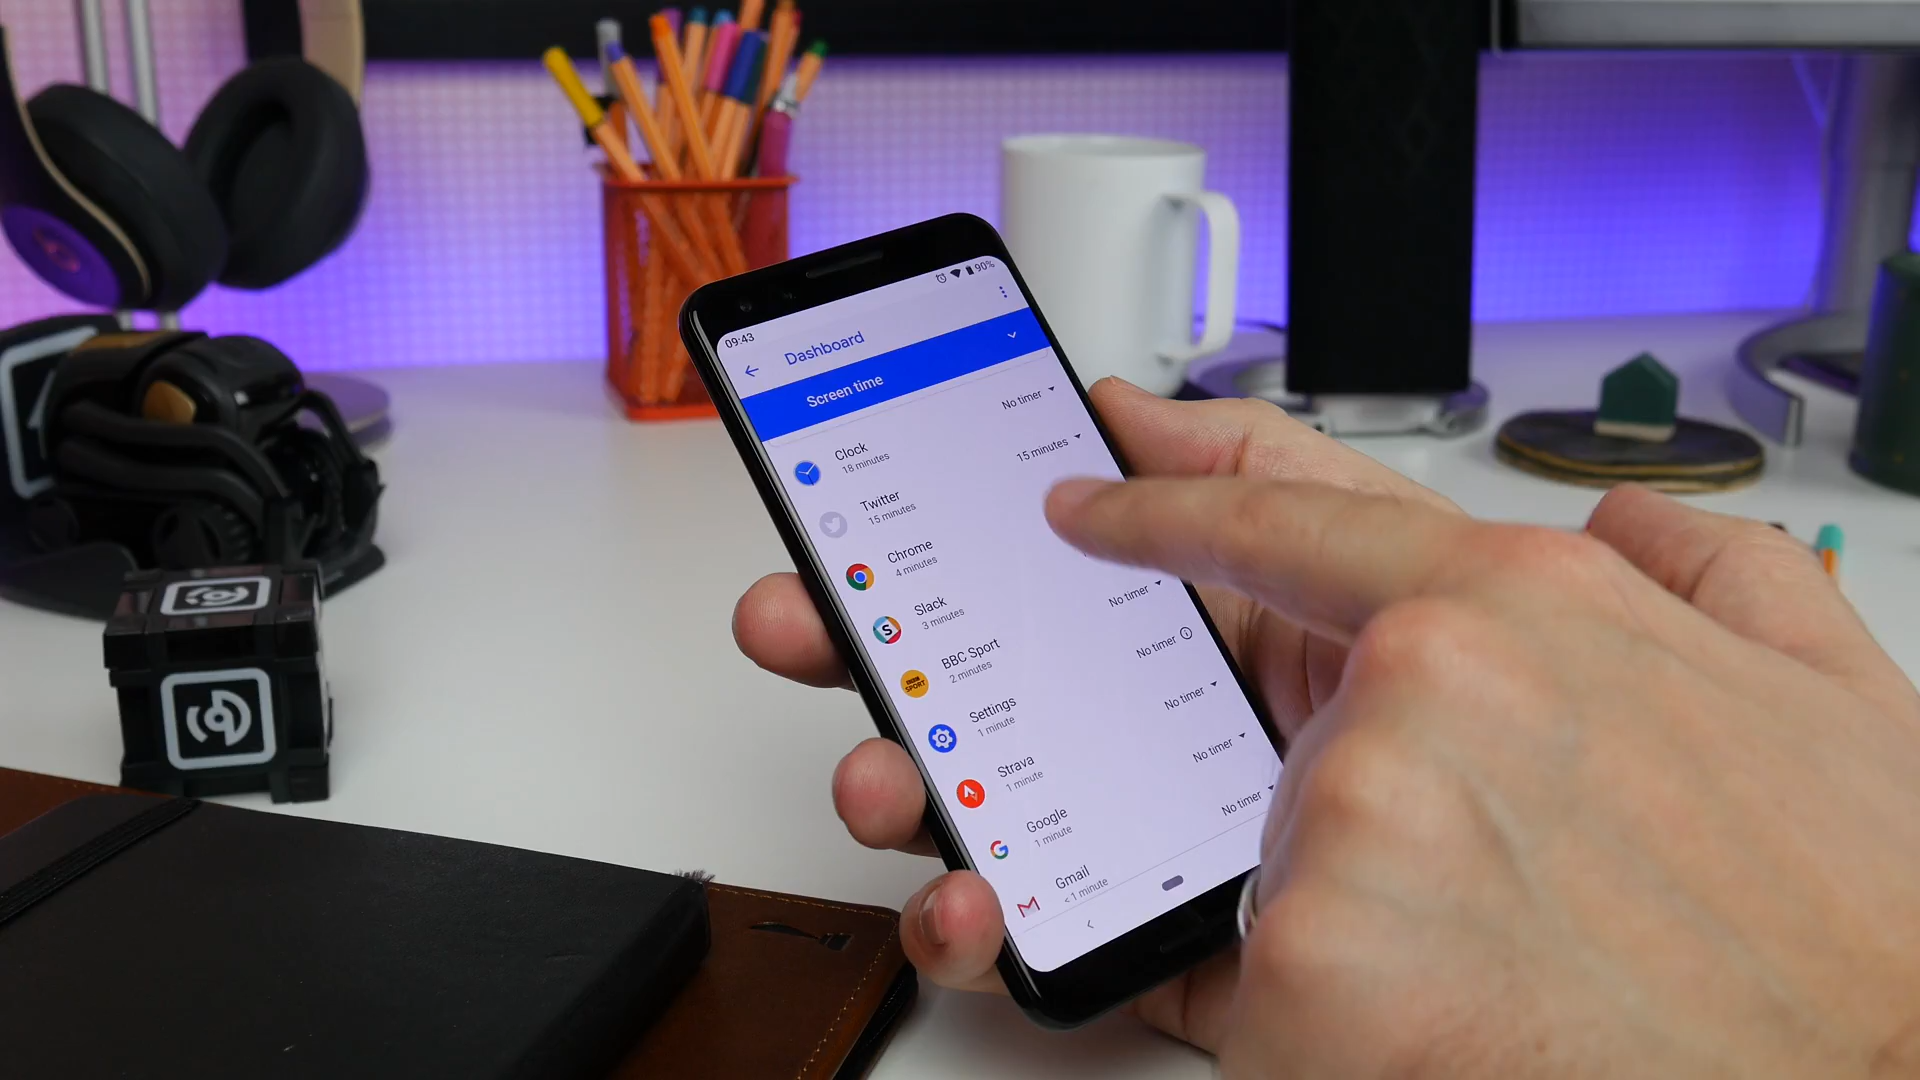 09:43
90%
Dashboard
Screen time
Clock
18 minutes
No timer
Twitter
15 minutes
15 minutes
Chrome
4 minutes
Slack
3 minutes
No timer
BBC Sport
2 minutes
No timer
Settings
1 minute
No timer
Strava
1 minute
No timer
Google
1 minute
No timer
Gmail
<1 minute
BBC
SPORT
S